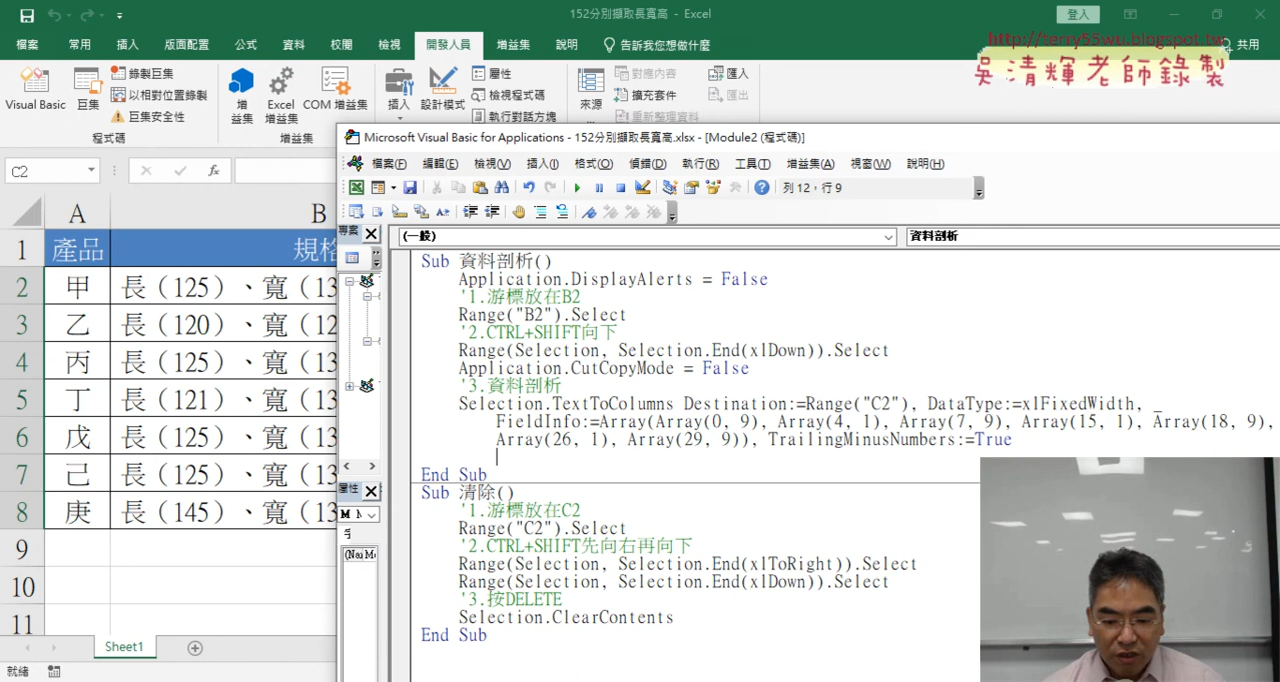 152分別擷取長寬高 - Excel
登入
http://terry55wu.blogspot.tw
吳清輝老師錄製
檔案 常用 插入 版面配置 公式 資料 校閱 檢視 開發人員 增益集 說明 告訴我您想做什麼 共用
Visual Basic 巨集 錄製巨集 以相對位置錄製 巨集安全性 程式碼
增益集 Excel 增益集 COM 增益集 增益集
插入 設計模式 屬性 檢視程式碼 執行對話方塊
來源 對應內容 擴充套件 重新整理資料 匯入 匯出
Microsoft Visual Basic for Applications - 152分別擷取長寬高.xlsx - [Module2 (程式碼)]
檔案(F) 編輯(E) 檢視(V) 插入(I) 格式(O) 偵錯(D) 執行(R) 工具(T) 增益集(A) 視窗(W) 說明(H)
列 12，行 9
C2 fx
A B
1 產品 規格
2 甲 長（125）、寬（13
3 乙 長（120）、寬（12
4 丙 長（125）、寬（13
5 丁 長（121）、寬（13
6 戊 長（125）、寬（13
7 己 長（125）、寬（13
8 庚 長（145）、寬（13
9
10
11
專案
屬性
(一般) 資料剖析
Sub 資料剖析()
Application.DisplayAlerts = False
'1.游標放在B2
Range("B2").Select
'2.CTRL+SHIFT向下
Range(Selection, Selection.End(xlDown)).Select
Application.CutCopyMode = False
'3.資料剖析
Selection.TextToColumns Destination:=Range("C2"), DataType:=xlFixedWidth, _
FieldInfo:=Array(Array(0, 9), Array(4, 1), Array(7, 9), Array(15, 1), Array(18, 9),
Array(26, 1), Array(29, 9)), TrailingMinusNumbers:=True
End Sub
Sub 清除()
'1.游標放在C2
Range("C2").Select
'2.CTRL+SHIFT先向右再向下
Range(Selection, Selection.End(xlToRight)).Select
Range(Selection, Selection.End(xlDown)).Select
'3.按DELETE
Selection.ClearContents
End Sub
Sheet1
就緒